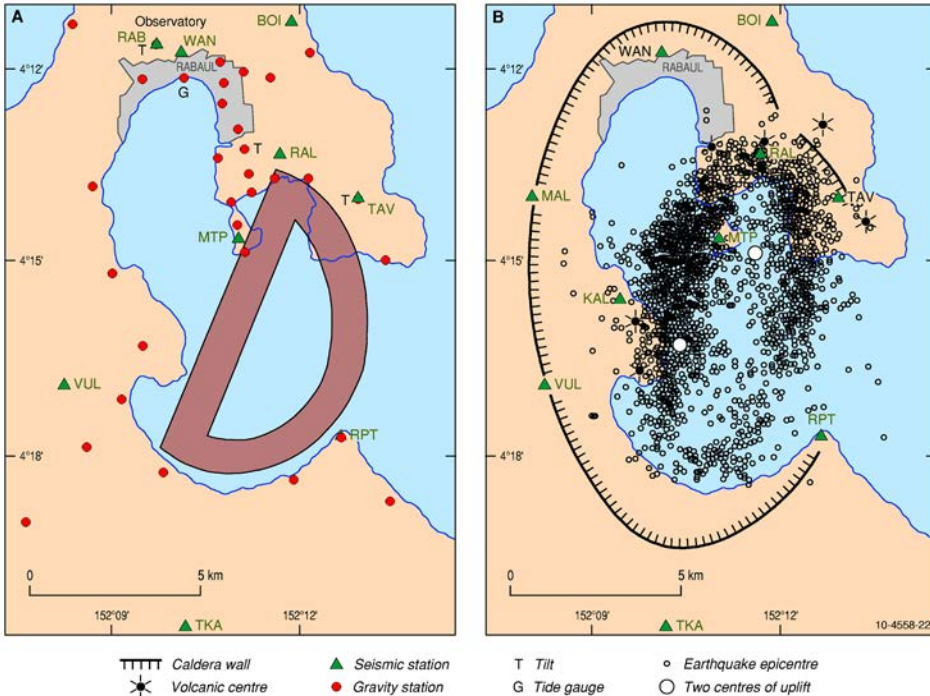 A
Observatory
RAB
WAN
BOI
T
4°12'
RABAUL
G
T
RAL
T
TAV
MTP
4°15'
VUL
RPT
4°18'
0
5 km
152°09'
152°12'
TKA
B
BOI
WAN
4°12'
RABAUL
RAL
MAL
TAV
MTP
4°15'
KAL
VUL
RPT
4°18'
0
5 km
152°09'
152°12'
TKA
10-4558-22
Caldera wall
Seismic station
T Tilt
Earthquake epicentre
Volcanic centre
Gravity station
G Tide gauge
Two centres of uplift